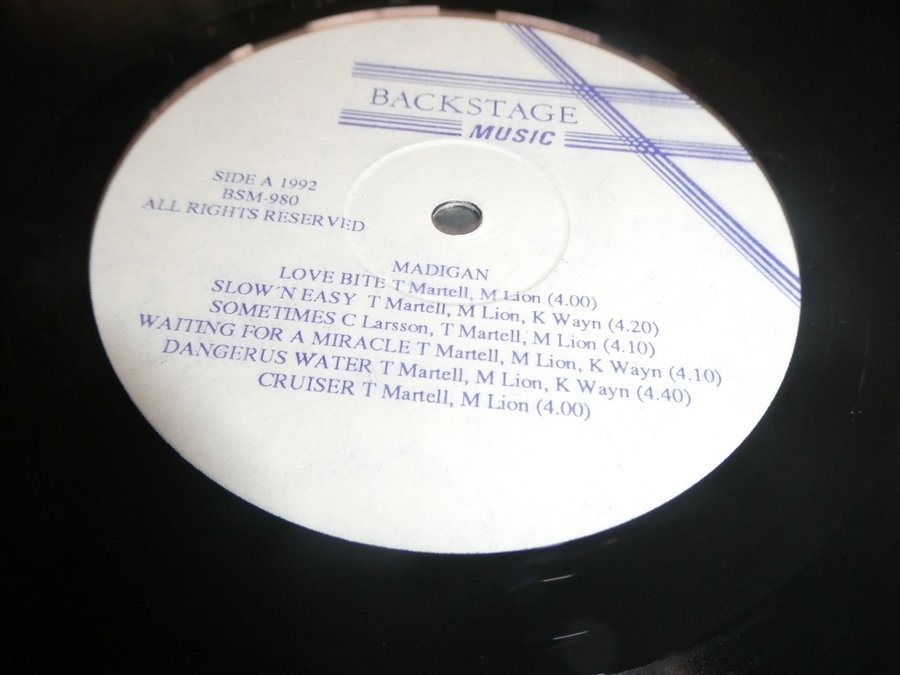 BACKSTAGE
MUSIC
SIDE A 1992
BSM-980
ALL RIGHTS RESERVED
MADIGAN
LOVE BITE T Martell, M Lion (4.00)
SLOW´N EASY T Martell, M Lion, K Wayn (4.20)
SOMETIMES C Larsson, T Martell, M Lion (4.10)
WAITING FOR A MIRACLE T Martell, M Lion, K Wayn (4.10)
DANGERUS WATER T Martell, M Lion, K Wayn (4.40)
CRUISER T Martell, M Lion (4.00)